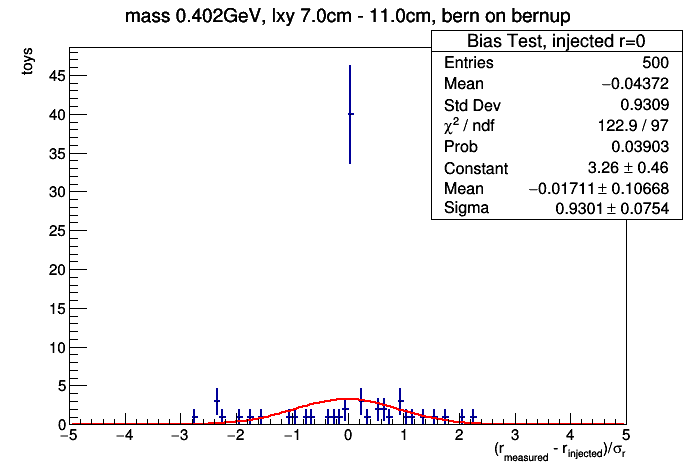 mass 0.402GeV, lxy 7.0cm - 11.0cm, bern on bernup
Bias Test, injected r=0
Entries 500
Mean −0.04372
Std Dev 0.9309
χ² / ndf 122.9 / 97
Prob 0.03903
Constant 3.26 ± 0.46
Mean −0.01711 ± 0.10668
Sigma 0.9301 ± 0.0754
toys
45
40
35
30
25
20
15
10
5
0
−5 −4 −3 −2 −1 0 1 2 3 4 5
(r_measured - r_injected)/σ_r